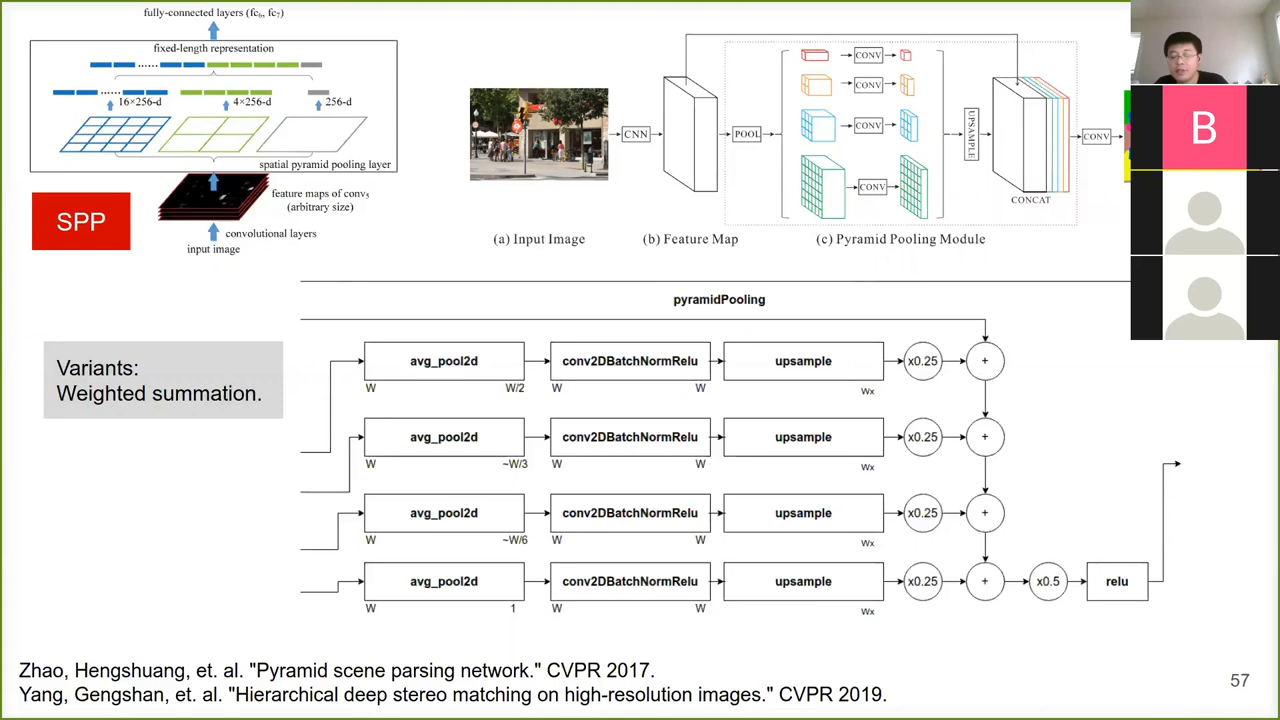 fully-connected layers (fc6, fc7)
fixed-length representation
16×256-d
4×256-d
256-d
spatial pyramid pooling layer
feature maps of conv5
(arbitrary size)
convolutional layers
input image
SPP
CNN
POOL
CONV
CONV
CONV
CONV
UPSAMPLE
CONCAT
CONV
(a) Input Image
(b) Feature Map
(c) Pyramid Pooling Module
B
pyramidPooling
Variants:
Weighted summation.
avg_pool2d
conv2DBatchNormRelu
upsample
x0.25
+
W
W/2
W
W
Wx
avg_pool2d
conv2DBatchNormRelu
upsample
x0.25
+
W
~W/3
W
W
Wx
avg_pool2d
conv2DBatchNormRelu
upsample
x0.25
+
W
~W/6
W
W
Wx
avg_pool2d
conv2DBatchNormRelu
upsample
x0.25
+
x0.5
relu
W
1
W
W
Wx
Zhao, Hengshuang, et. al. "Pyramid scene parsing network." CVPR 2017.
Yang, Gengshan, et. al. "Hierarchical deep stereo matching on high-resolution images." CVPR 2019.
57